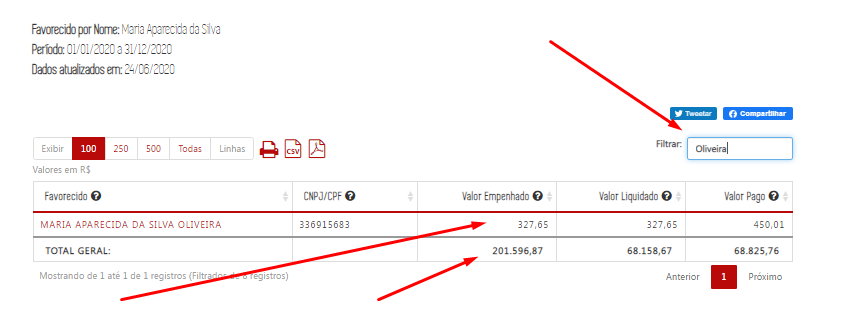 Favorecido por Nome: Maria Aparecida da Silva
Período: 01/01/2020 a 31/12/2020
Dados atualizados em: 24/06/2020
Tweetar Compartilhar
Exibir 100 250 500 Todas Linhas CSV Filtrar: Oliveira
Valores em R$
Favorecido CNPJ/CPF Valor Empenhado Valor Liquidado Valor Pago
MARIA APARECIDA DA SILVA OLIVEIRA 336915683 327,65 327,65 450,01
TOTAL GERAL: 201.596,87 68.158,67 68.825,76
Mostrando de 1 até 1 de 1 registros (Filtrados de 6 registros) Anterior 1 Próximo